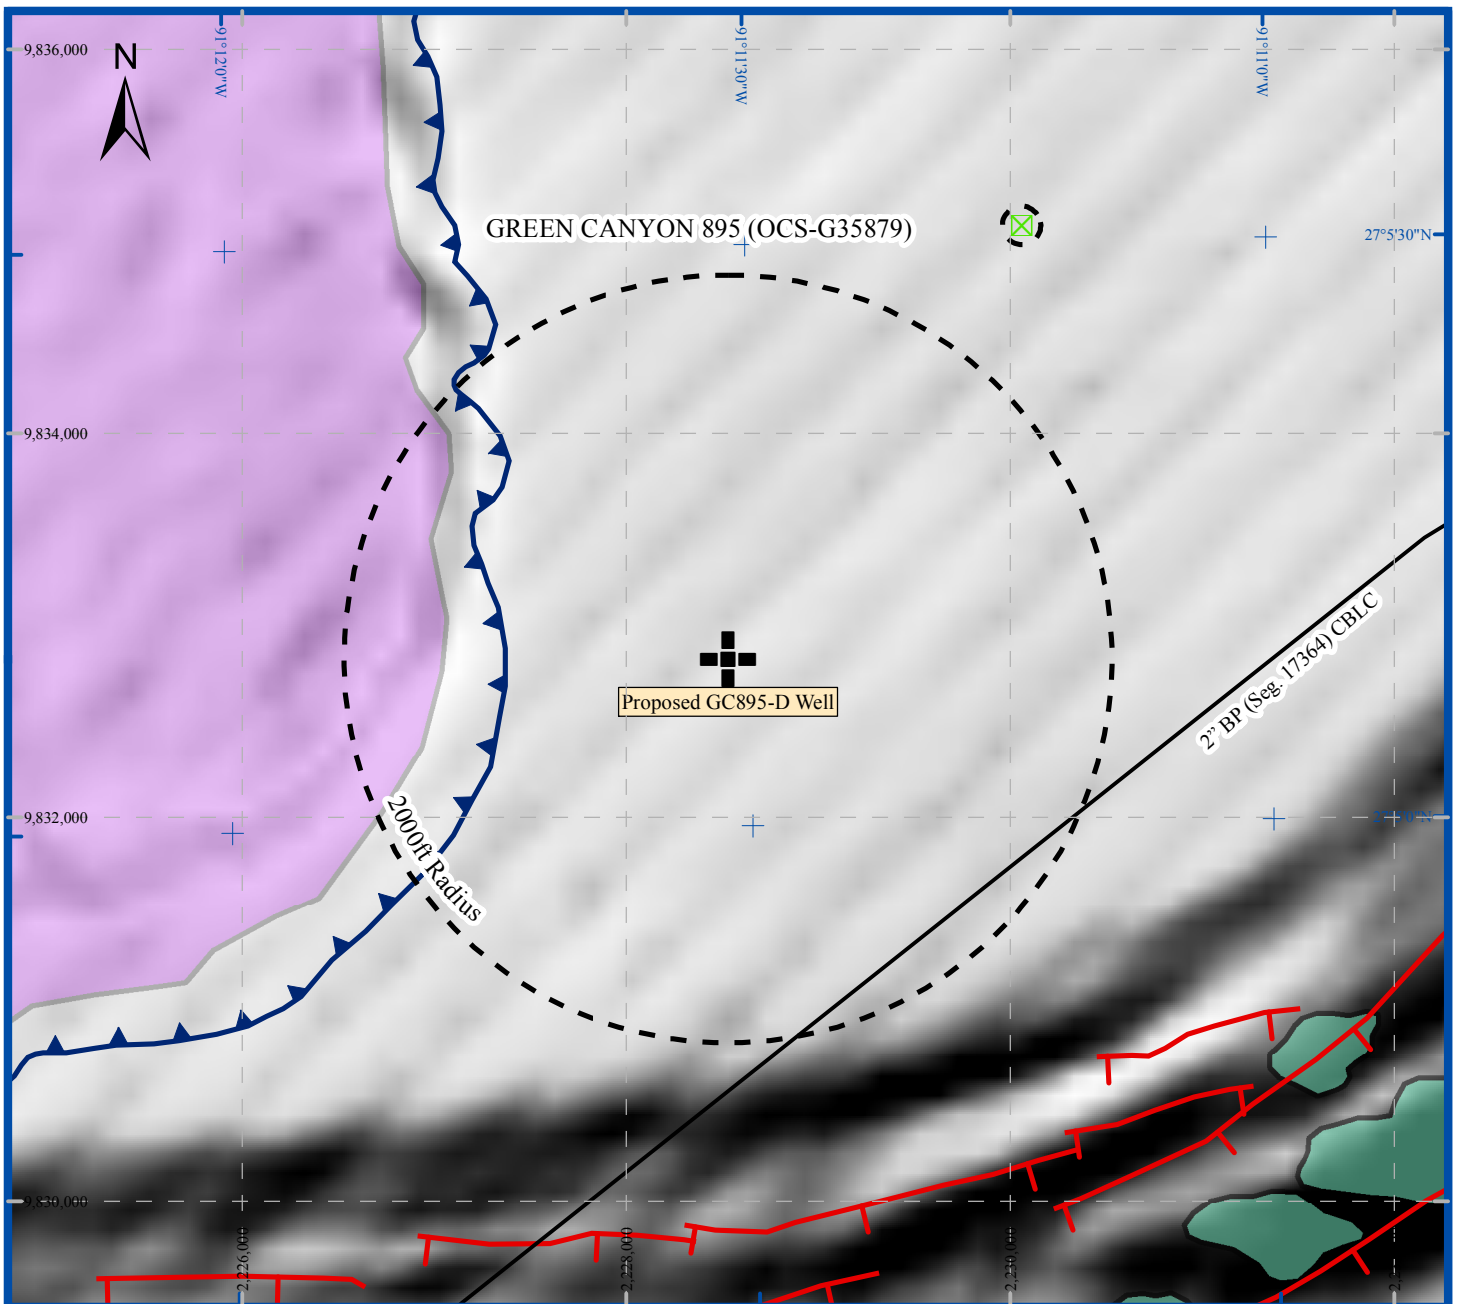 9,836,000
N
91°12'0"W
91°11'30"W
91°11'0"W
GREEN CANYON 895 (OCS-G35879)
27°5'30"N
9,834,000
2" BP (Seg. 17364) CBLC
Proposed GC895-D Well
9,832,000
2000ft Radius
9,830,000
2,226,000
2,228,000
2,230,000